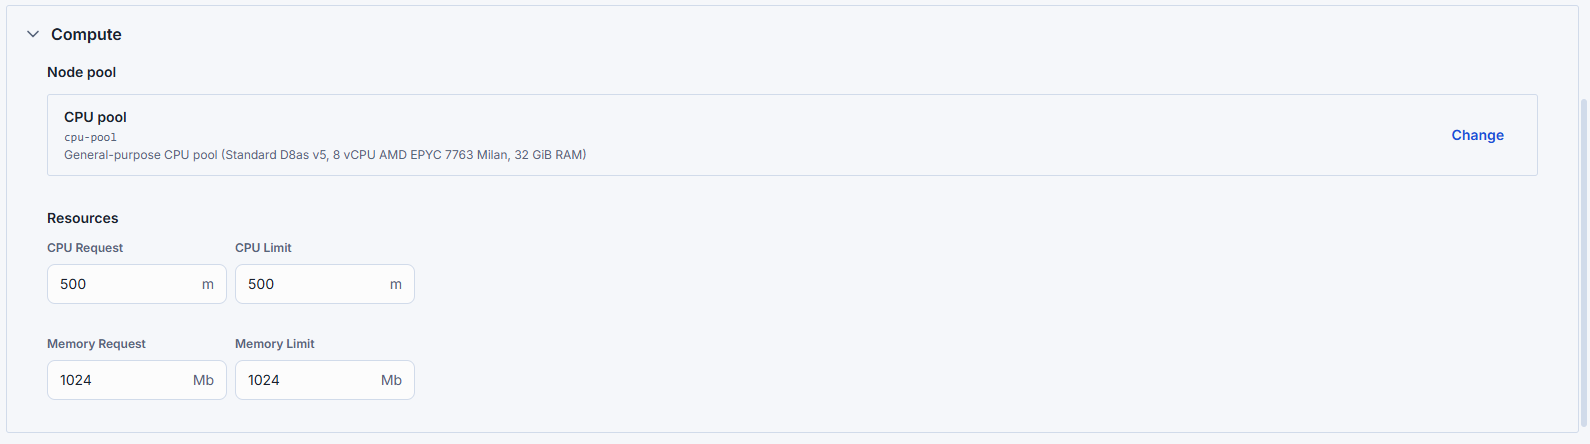 Compute
Node pool
CPU pool
cpu-pool
General-purpose CPU pool (Standard D8as v5, 8 vCPU AMD EPYC 7763 Milan, 32 GiB RAM)
Change
Resources
CPU Request CPU Limit
500 m 500 m
Memory Request Memory Limit
1024 Mb 1024 Mb